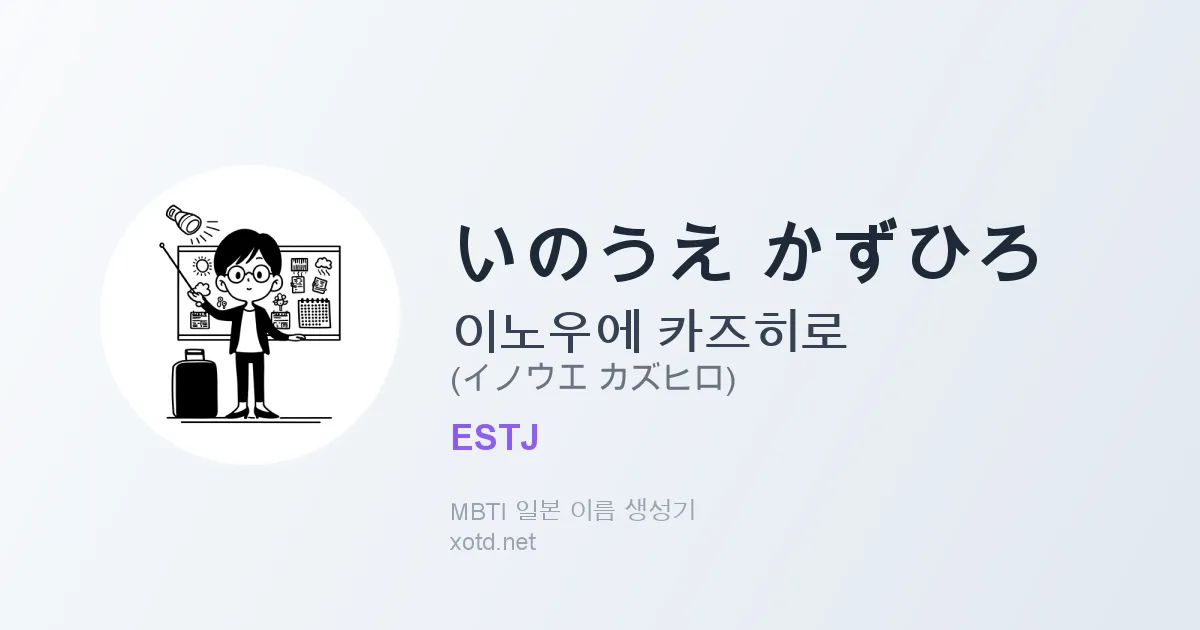 いのうえ かずひろ
이노우에 카즈히로
(イノウエ カズヒロ)
ESTJ
MBTI 일본 이름 생성기
xotd.net